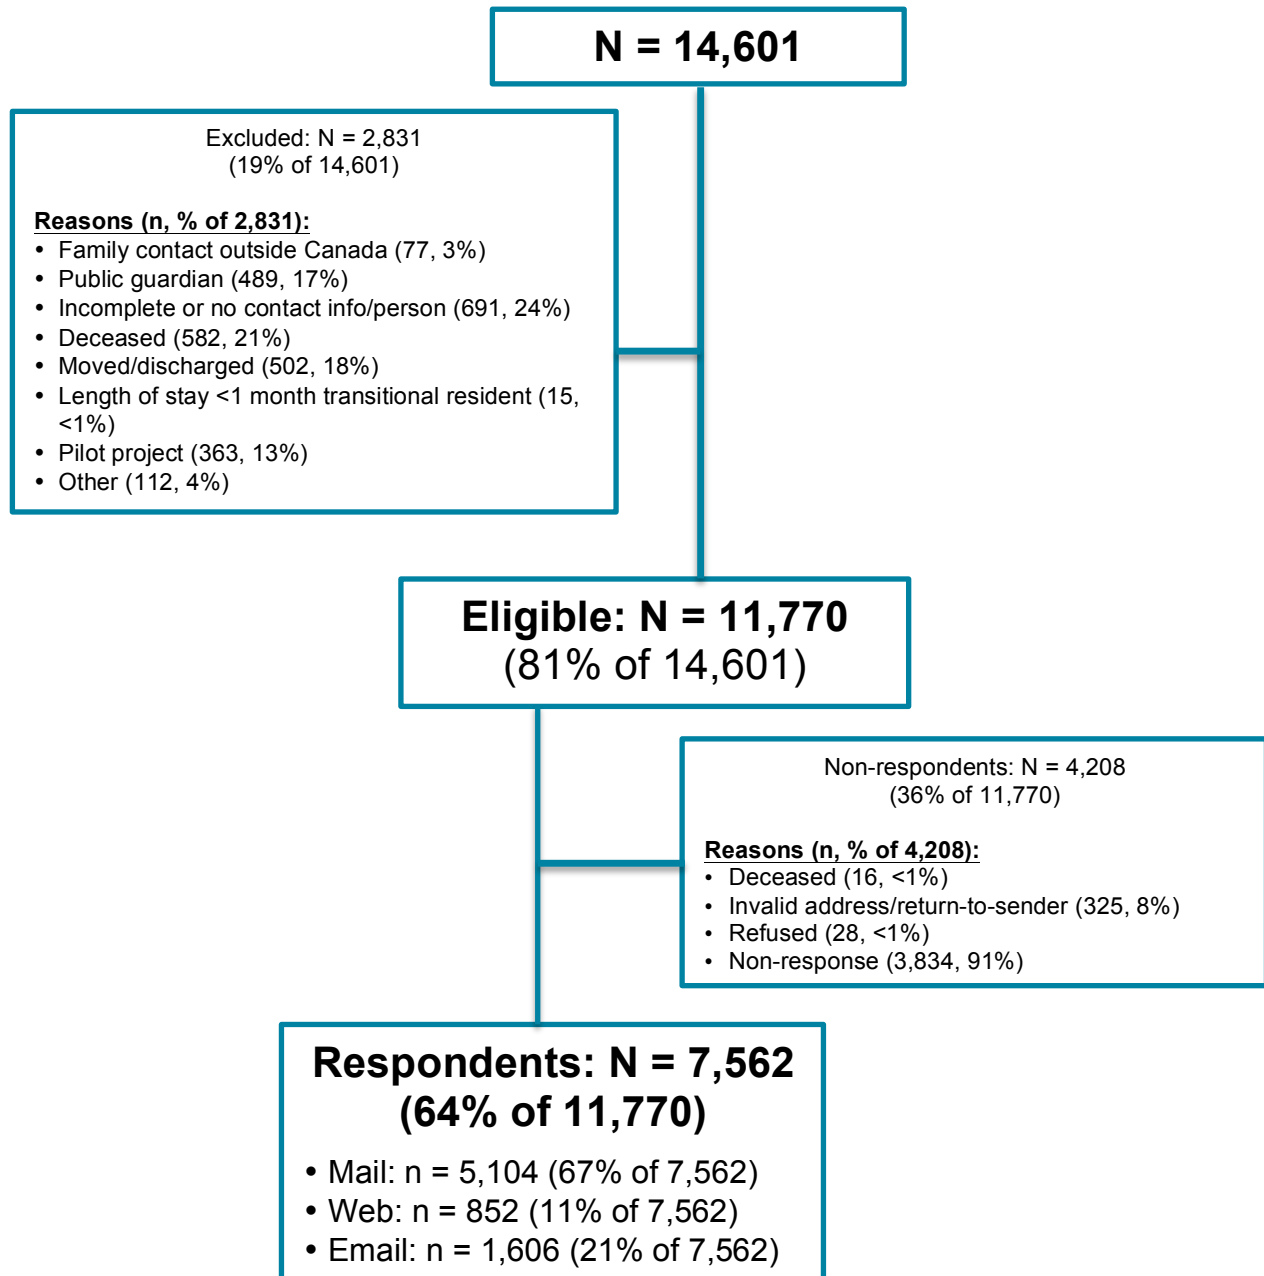 N = 14,601
Excluded: N = 2,831
(19% of 14,601)
Reasons (n, % of 2,831):
• Family contact outside Canada (77, 3%)
• Public guardian (489, 17%)
• Incomplete or no contact info/person (691, 24%)
• Deceased (582, 21%)
• Moved/discharged (502, 18%)
• Length of stay <1 month transitional resident (15,
<1%)
• Pilot project (363, 13%)
• Other (112, 4%)
Eligible: N = 11,770
(81% of 14,601)
Non-respondents: N = 4,208
(36% of 11,770)
Reasons (n, % of 4,208):
• Deceased (16, <1%)
• Invalid address/return-to-sender (325, 8%)
• Refused (28, <1%)
• Non-response (3,834, 91%)
Respondents: N = 7,562
(64% of 11,770)
• Mail: n = 5,104 (67% of 7,562)
• Web: n = 852 (11% of 7,562)
• Email: n = 1,606 (21% of 7,562)